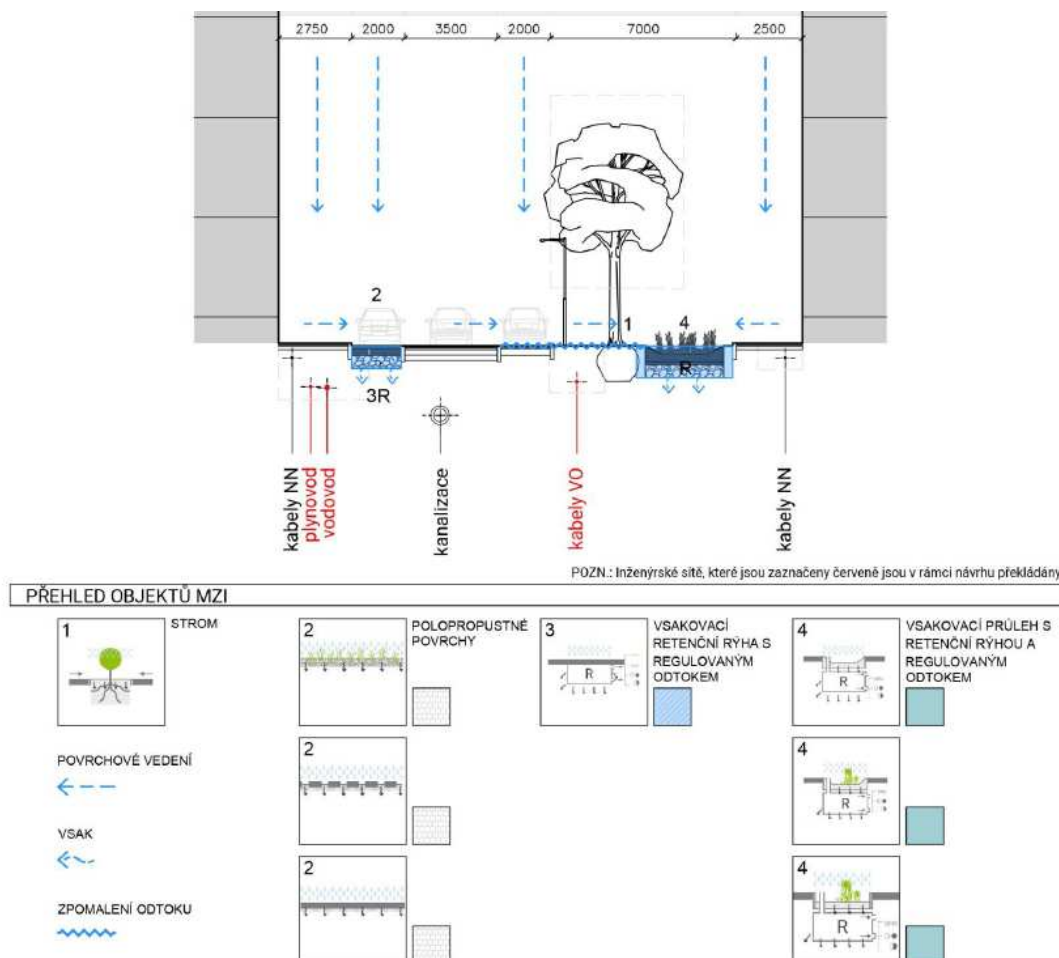 2750 2000 3500 2000 7000 2500
2
1
4
3R
R
kabely NN
plynovod
vodovod
kanalizace
kabely VO
kabely NN
POZN.: Inženýrské sítě, které jsou zaznačeny červeně jsou v rámci návrhu překládány
PŘEHLED OBJEKTŮ MZI
1
STROM
2
POLOPROPUSTNÉ
POVRCHY
3
R
VSAKOVACÍ
RETENČNÍ RÝHA S
REGULOVANÝM
ODTOKEM
4
R
VSAKOVACÍ PRŮLEH S
RETENČNÍ RÝHOU A
REGULOVANÝM
ODTOKEM
POVRCHOVÉ VEDENÍ
2
4
R
VSAK
2
4
R
ZPOMALENÍ ODTOKU